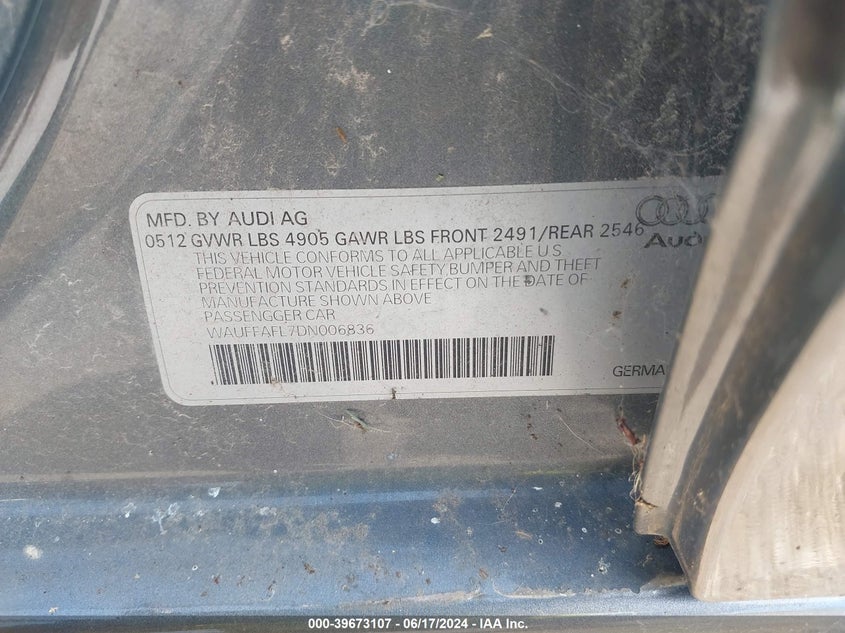 MFD. BY AUDI AG
0512 GVWR LBS 4905 GAWR LBS FRONT 2491/REAR 2546
THIS VEHICLE CONFORMS TO ALL APPLICABLE U S
FEDERAL MOTOR VEHICLE SAFETY BUMPER AND THEFT
PREVENTION STANDARDS IN EFFECT ON THE DATE OF
MANUFACTURE SHOWN ABOVE
PASSENGGER CAR
WAUFFAFL7DN006836
Aud
GERMA
000-39673107 - 06/17/2024 - IAA Inc.